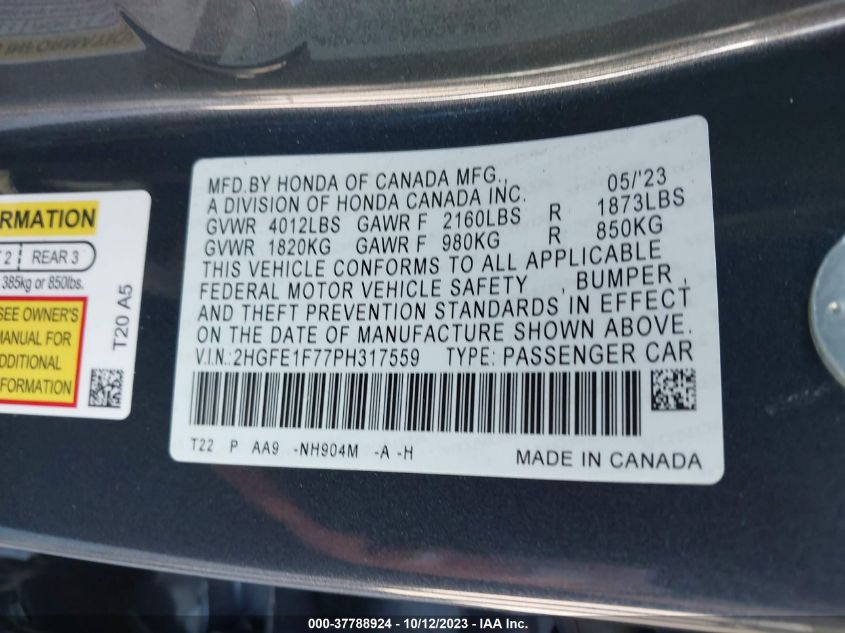 MFD.BY HONDA OF CANADA MFG., 05/'23
A DIVISION OF HONDA CANADA INC.
GVWR 4012LBS GAWR F 2160LBS R 1873LBS
GVWR 1820KG GAWR F 980KG R 850KG
THIS VEHICLE CONFORMS TO ALL APPLICABLE
FEDERAL MOTOR VEHICLE SAFETY , BUMPER ,
AND THEFT PREVENTION STANDARDS IN EFFECT
ON THE DATE OF MANUFACTURE SHOWN ABOVE.
V.I.N.:2HGFE1F77PH317559 TYPE: PASSENGER CAR
T22 P AA9 -NH904M -A -H
MADE IN CANADA
ORMATION
2 REAR 3
385kg or 850lbs.
SEE OWNER'S
MANUAL FOR
ADDITIONAL
NFORMATION
T20 A5
000-37788924 - 10/12/2023 - IAA Inc.